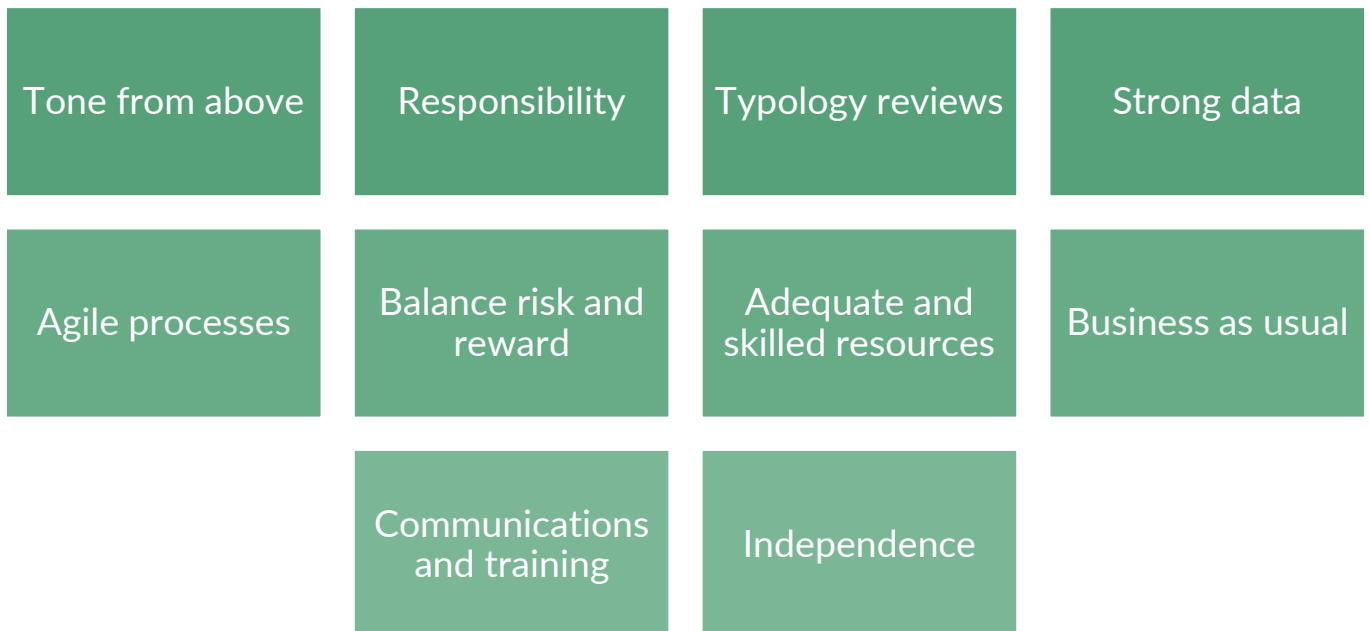 Tone from above
Responsibility
Typology reviews
Strong data
Agile processes
Balance risk and
reward
Adequate and
skilled resources
Business as usual
Communications
and training
Independence